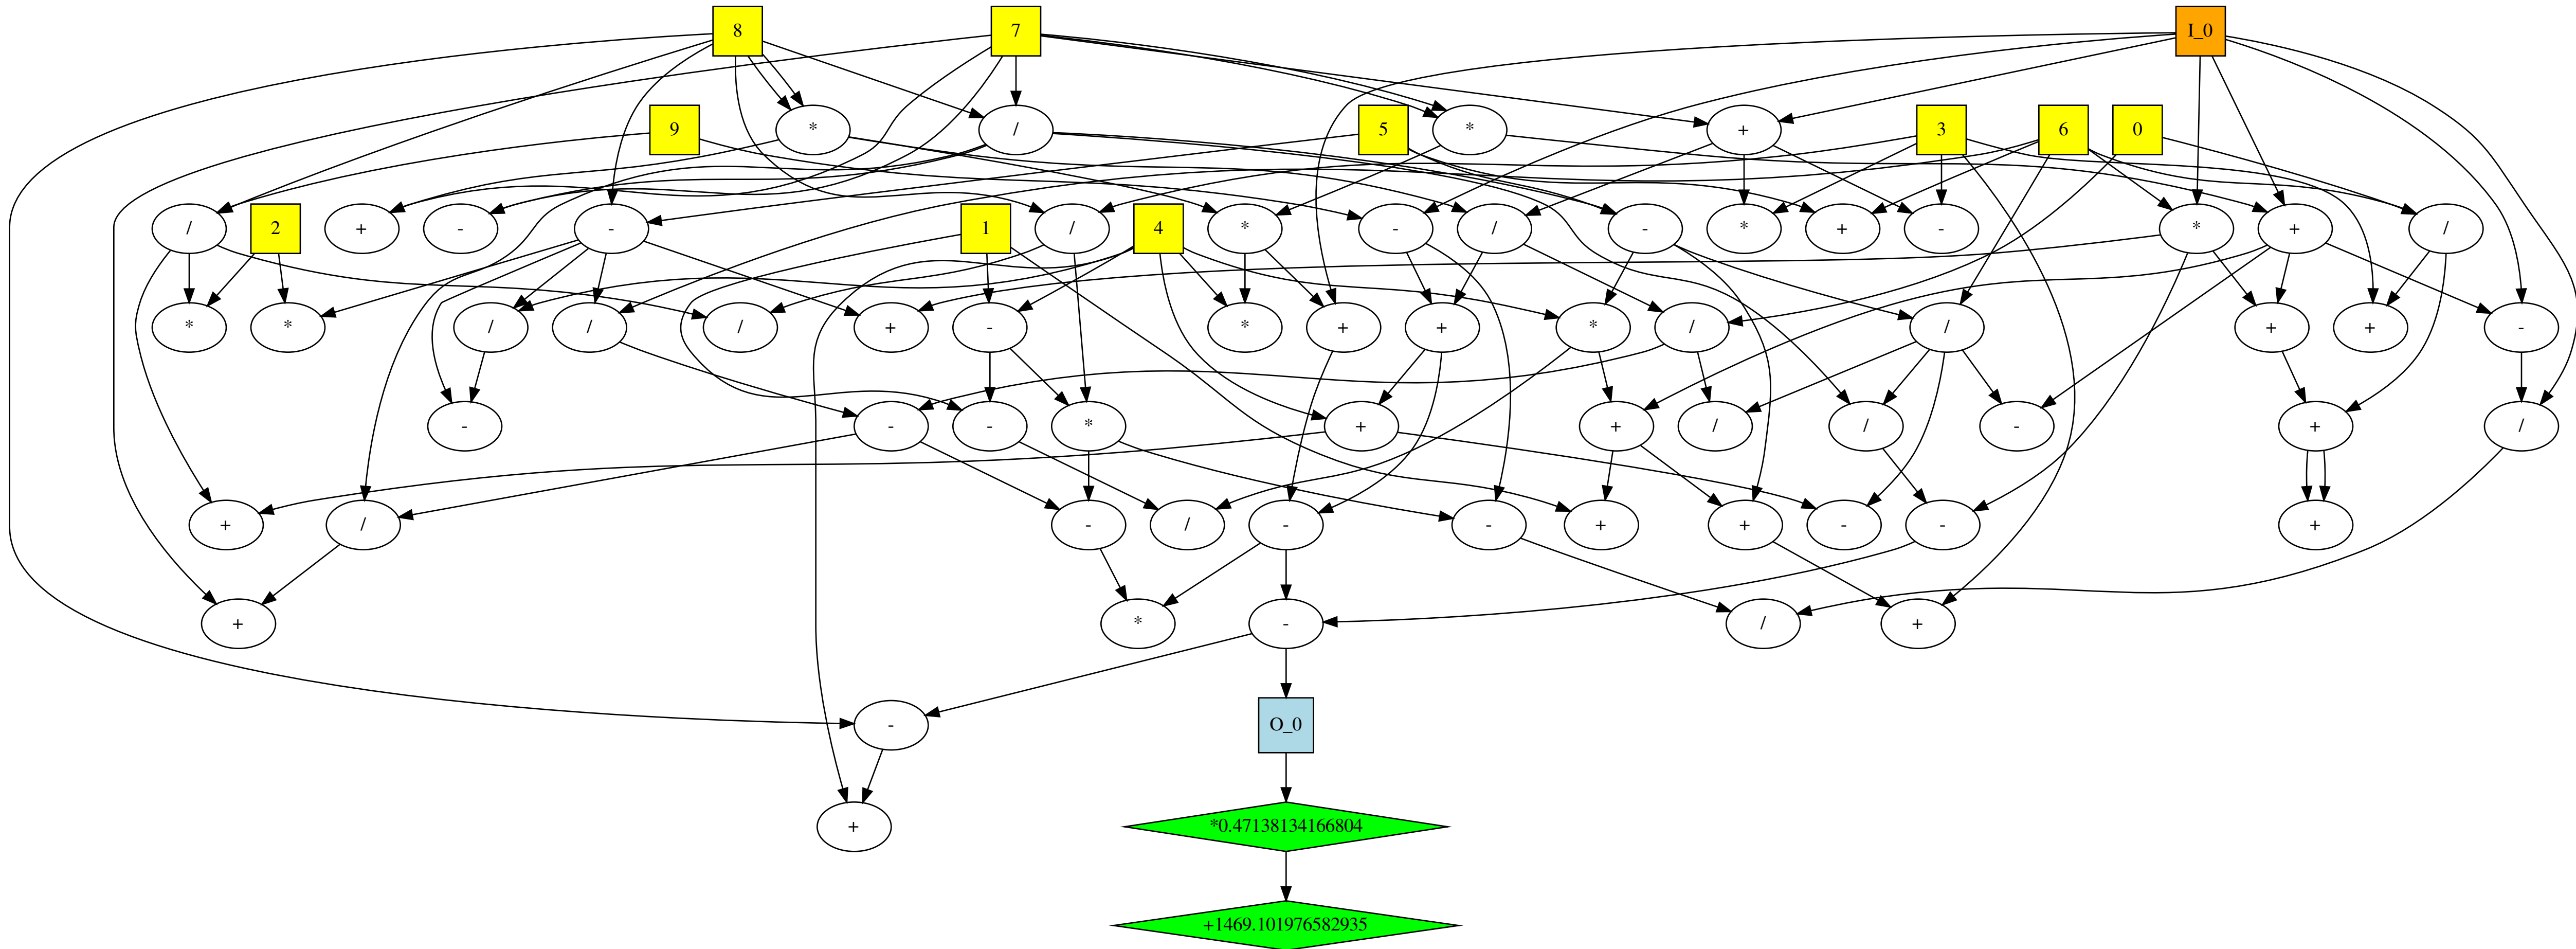 8 7 I_0
9 * / 5 * + 3 6 0
/ 2 + - - / 1 4 * - / - * + - * + /
* * / / / + - * + + * / / + + -
- - - * + + / / - + /
+ / - / - - + + - - +
+ * - / +
- O_0
+ *0.47138134166804
+1469.101976582935